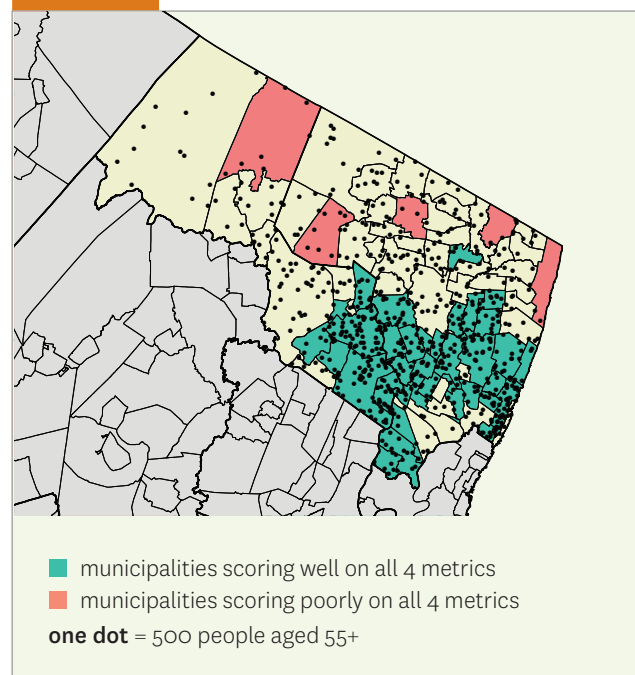 municipalities scoring well on all 4 metrics
municipalities scoring poorly on all 4 metrics
one dot = 500 people aged 55+